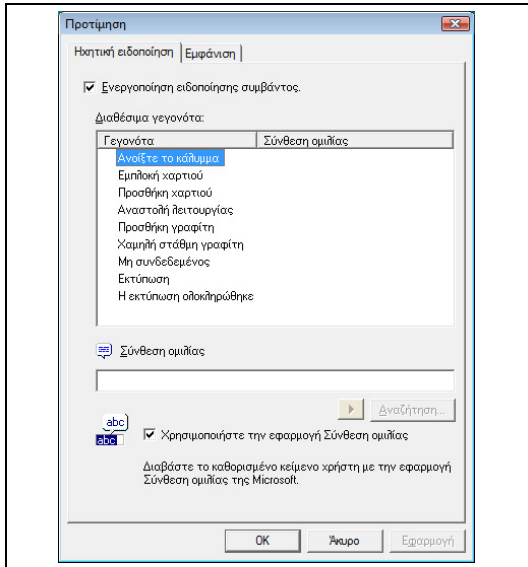 Προτίμηση
Ηχητική ειδοποίηση Εμφάνιση
Ενεργοποίηση ειδοποίησης συμβάντος.
Διαθέσιμα γεγονότα:
Γεγονότα Σύνθεση ομιλίας
Ανοίξτε το κάλυμμα
Εμπλοκή χαρτιού
Προσθήκη χαρτιού
Αναστολή λειτουργίας
Προσθήκη γραφίτη
Χαμηλή στάθμη γραφίτη
Μη συνδεδεμένος
Εκτύπωση
Η εκτύπωση ολοκληρώθηκε
Σύνθεση ομιλίας
Αναζήτηση...
abc
abc
Χρησιμοποιήστε την εφαρμογή Σύνθεση ομιλίας
Διαβάστε το καθορισμένο κείμενο χρήστη με την εφαρμογή
Σύνθεση ομιλίας της Microsoft.
OK Άκυρο Εφαρμογή